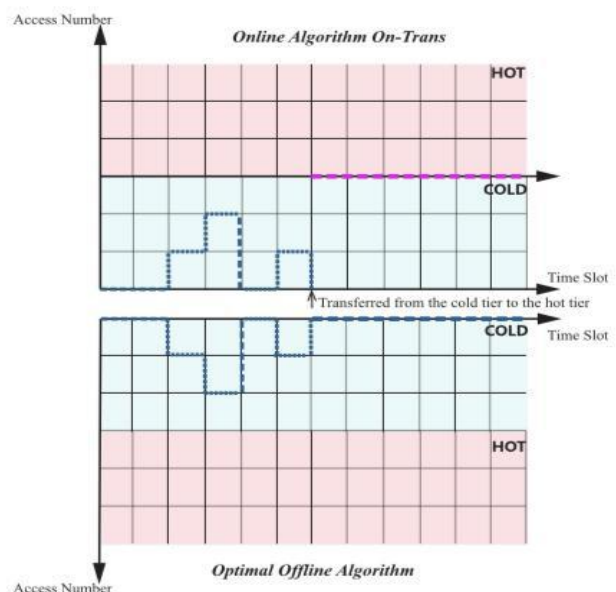 Access Number
Online Algorithm On-Trans
HOT
COLD
Time Slot
Transferred from the cold tier to the hot tier
COLD
Time Slot
HOT
Optimal Offline Algorithm
Access Number